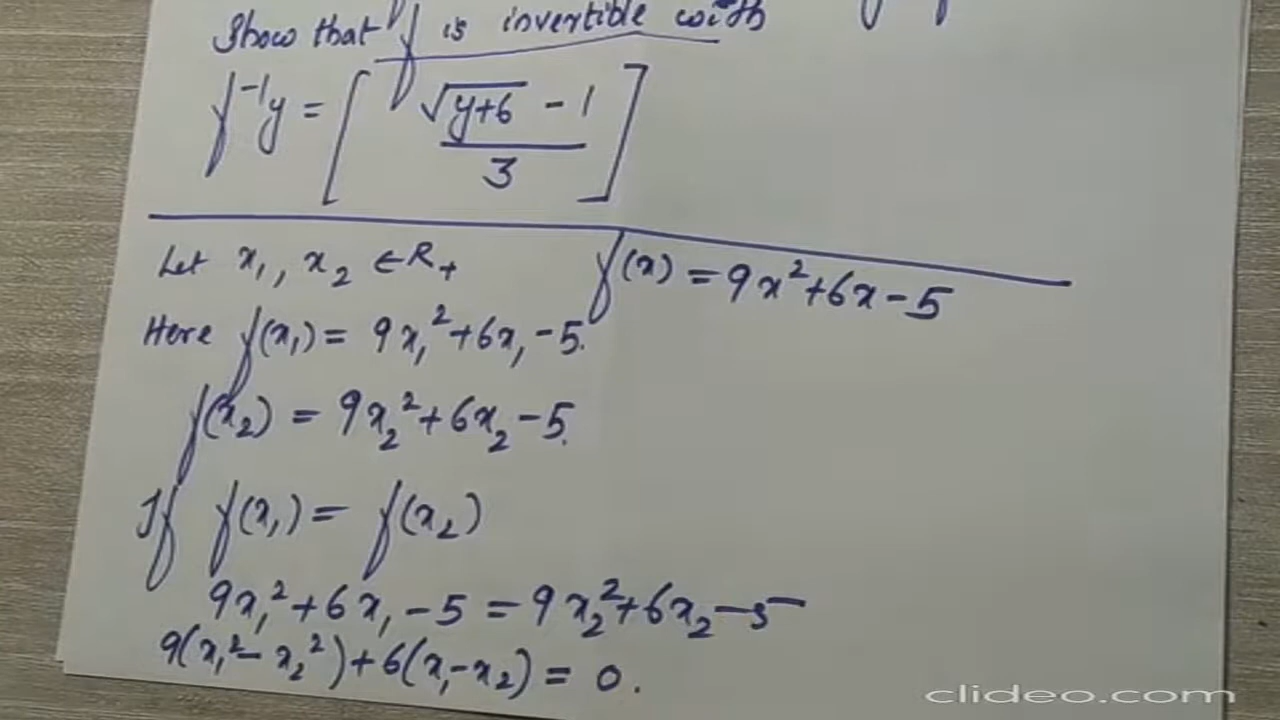 Show that f is invertible with
f⁻¹y = [ (√(y+6) - 1) / 3 ]
Let x₁, x₂ ∈ R₊
f(x) = 9x² + 6x - 5
Here f(x₁) = 9x₁² + 6x₁ - 5.
f(x₂) = 9x₂² + 6x₂ - 5.
If f(x₁) = f(x₂)
9x₁² + 6x₁ - 5 = 9x₂² + 6x₂ - 5
9(x₁² - x₂²) + 6(x₁ - x₂) = 0.
clideo.com